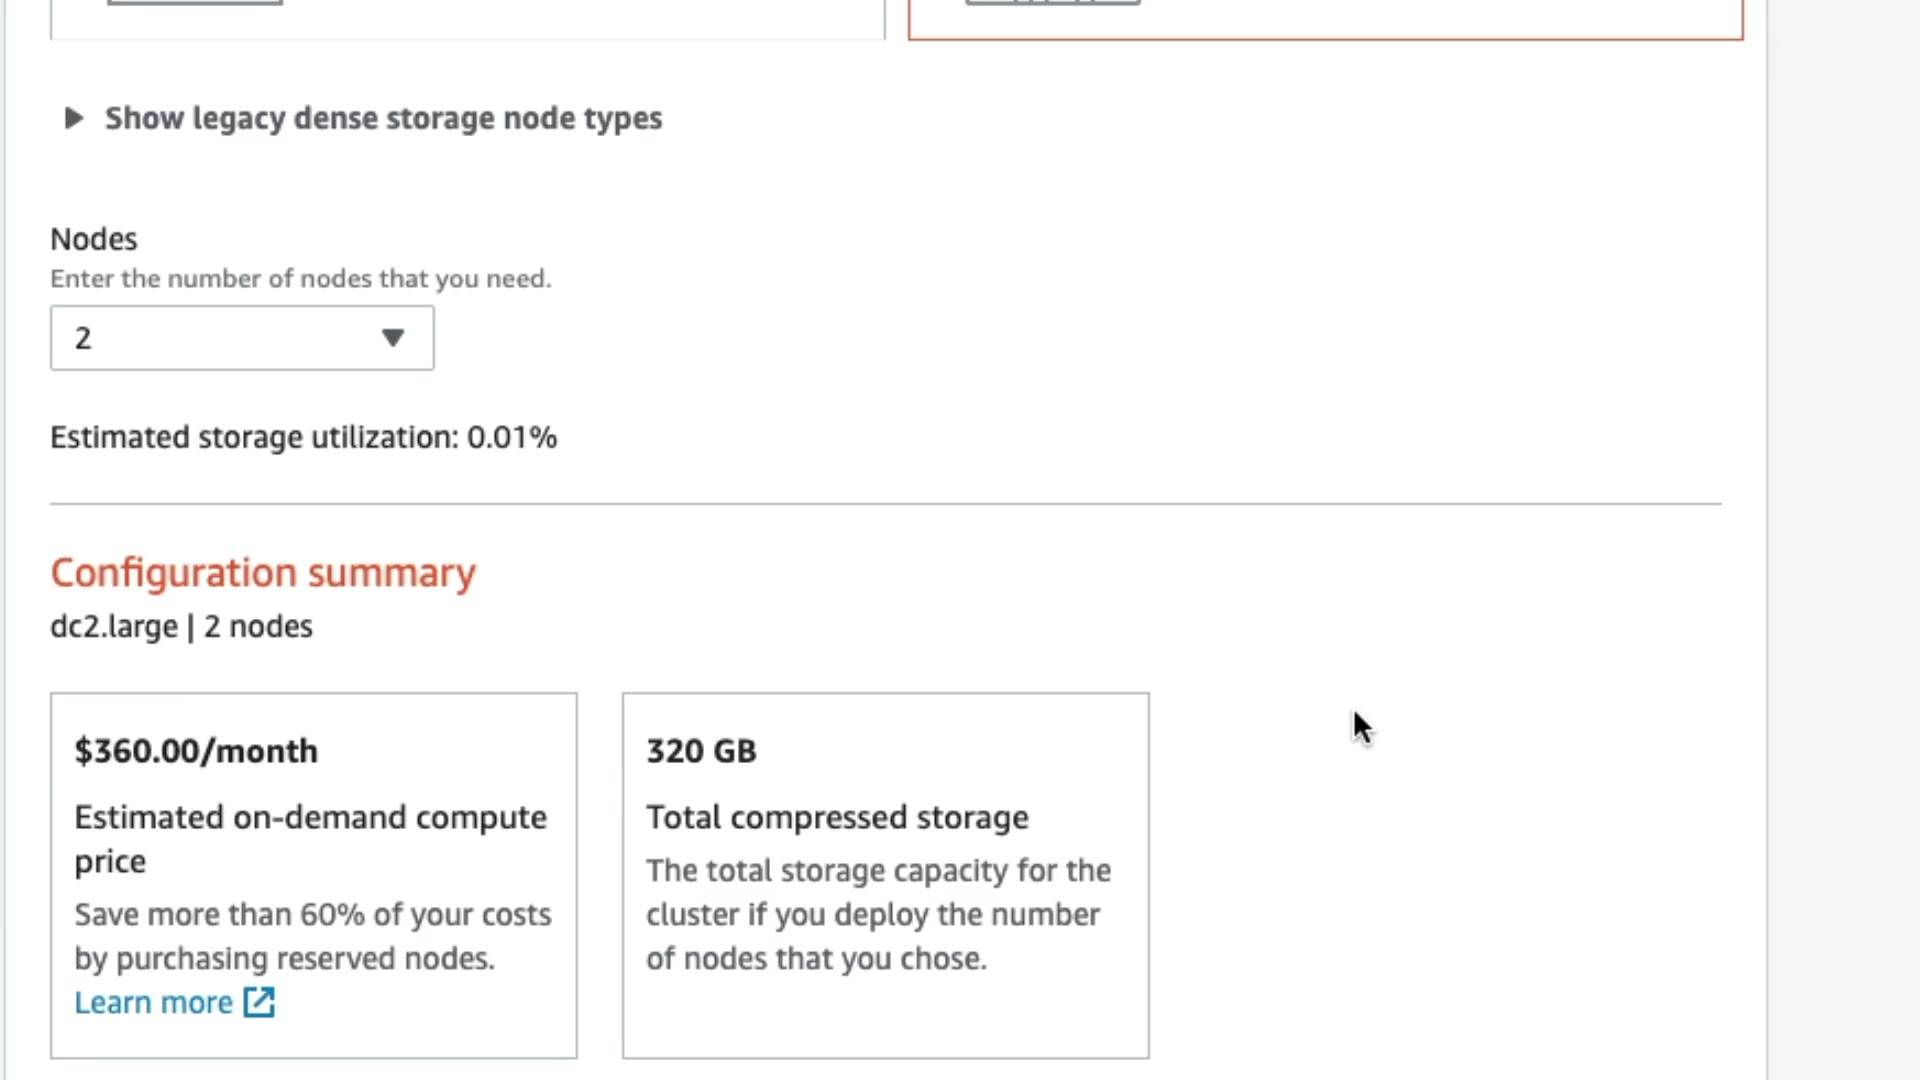 Show legacy dense storage node types
Nodes
Enter the number of nodes that you need.
2
Estimated storage utilization: 0.01%
Configuration summary
dc2.large | 2 nodes
$360.00/month
Estimated on-demand compute
price
Save more than 60% of your costs
by purchasing reserved nodes.
Learn more
320 GB
Total compressed storage
The total storage capacity for the
cluster if you deploy the number
of nodes that you chose.